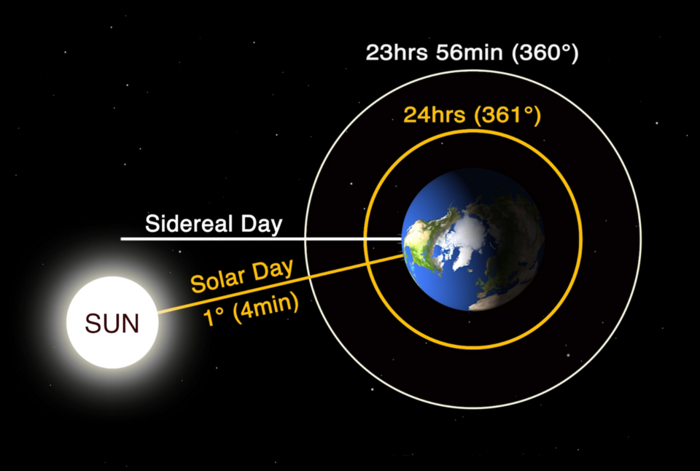 23hrs 56min (360°)
24hrs (361°)
Sidereal Day
Solar Day
1° (4min)
SUN